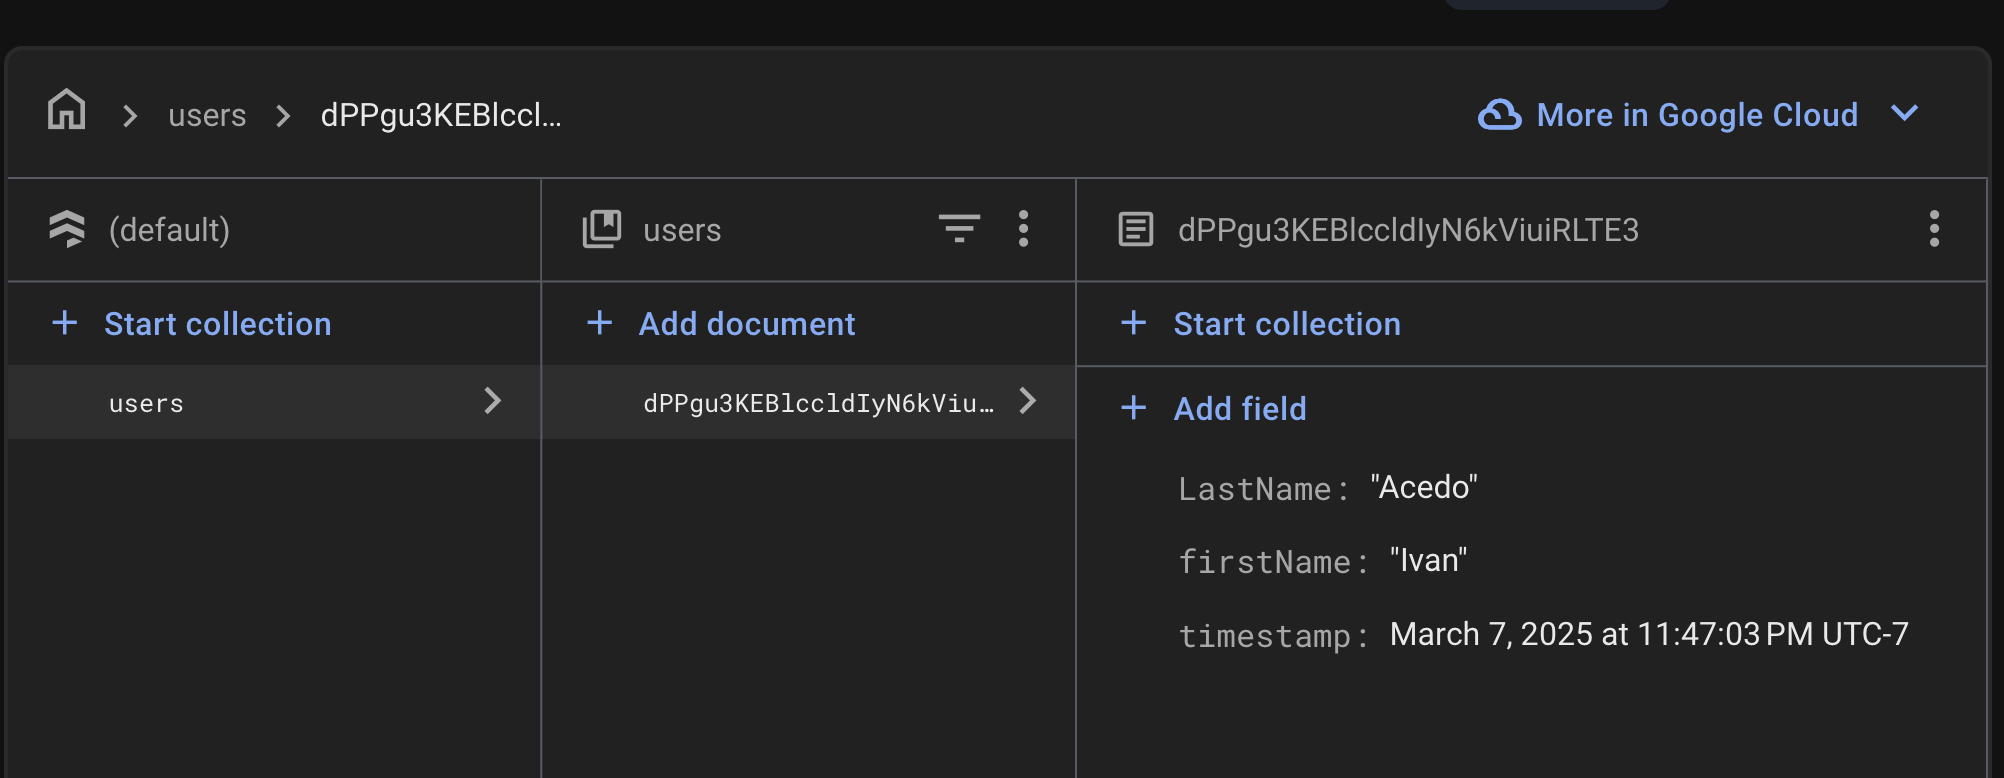 users dPPgu3KEBlccl... More in Google Cloud
(default) users dPPgu3KEBlccldIyN6kViuiRLTE3
+ Start collection + Add document + Start collection
users dPPgu3KEBlccldIyN6kViu…
+ Add field
LastName: "Acedo"
firstName: "Ivan"
timestamp: March 7, 2025 at 11:47:03 PM UTC-7